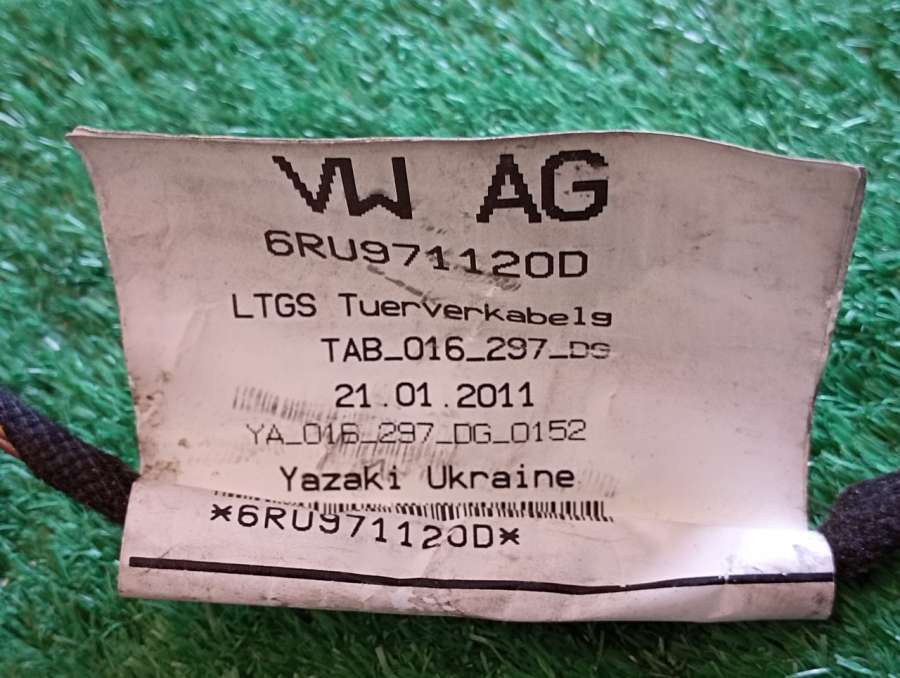 VW AG
6RU971120D
LTGS Tuerverkabelg
TAB_016_297_DG
21.01.2011
YA_016_297_DG_0152
Yazaki Ukraine
*6RU971120D*